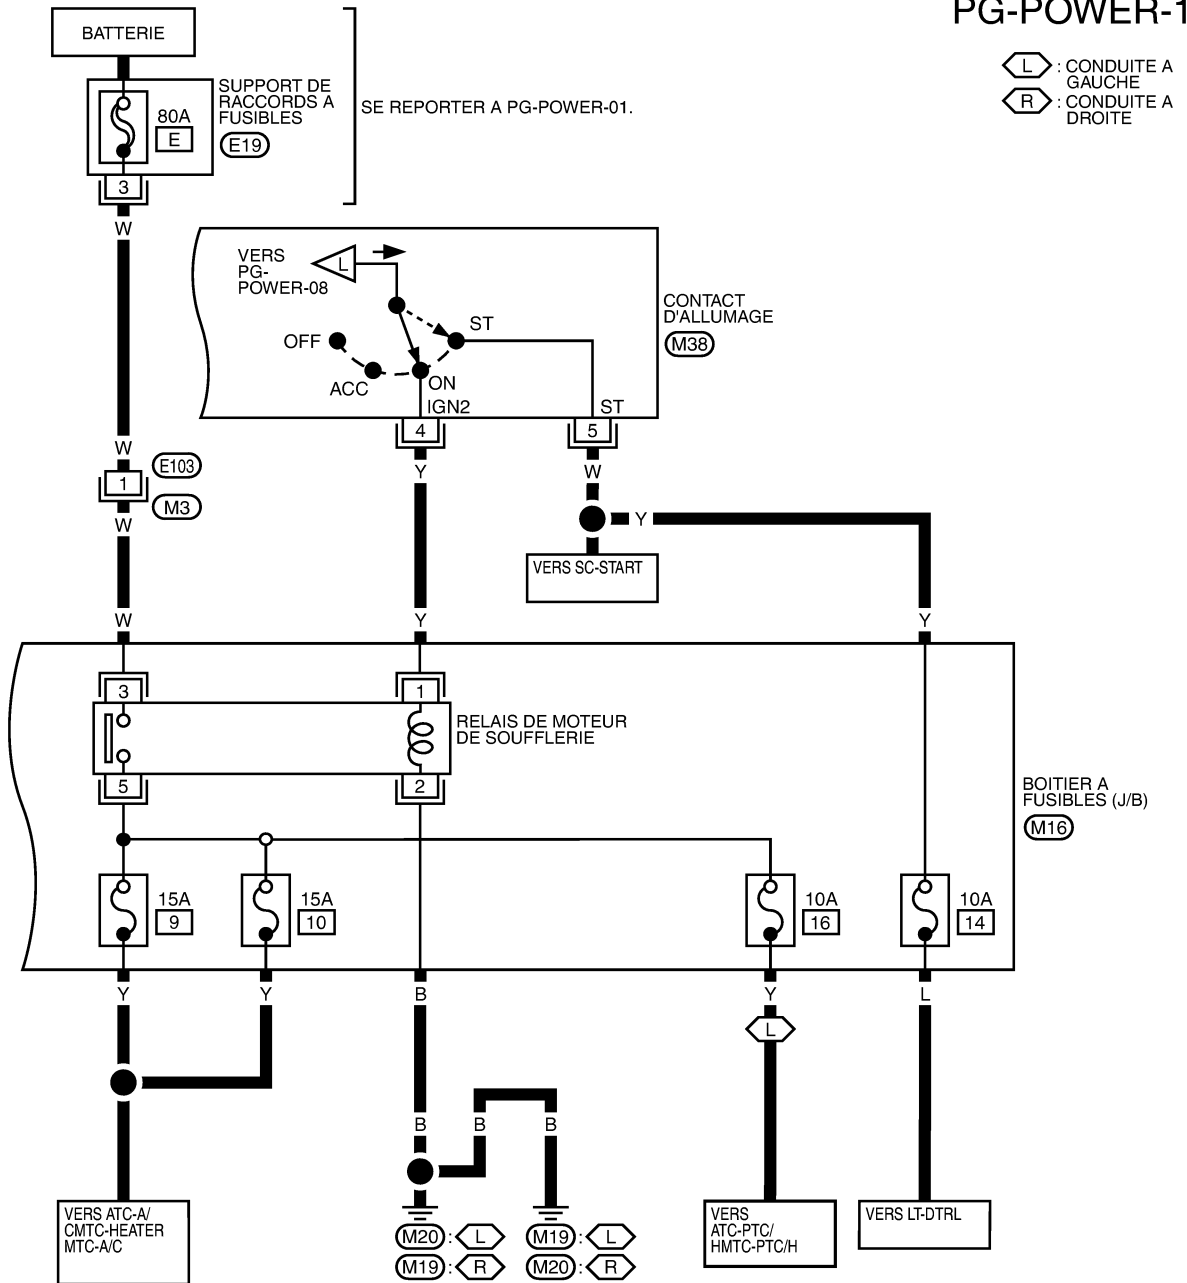 PG-POWER-1
BATTERIE
L : CONDUITE A
GAUCHE
R : CONDUITE A
DROITE
SUPPORT DE
RACCORDS A
FUSIBLES
E19
80A
E
SE REPORTER A PG-POWER-01.
3
W
VERS
PG-
POWER-08
L
CONTACT
D'ALLUMAGE
M38
OFF
ACC
ON
ST
IGN2
ST
4
5
Y
W
W
E103
1
M3
W
Y
VERS SC-START
W
Y
Y
3
1
RELAIS DE MOTEUR
DE SOUFFLERIE
5
2
BOITIER A
FUSIBLES (J/B)
M16
15A
9
15A
10
10A
16
10A
14
Y
Y
B
Y
L
L
B
B
B
VERS ATC-A/
CMTC-HEATER
MTC-A/C
M20 : L
M19 : L
M19 : R
M20 : R
VERS
ATC-PTC/
HMTC-PTC/H
VERS LT-DTRL